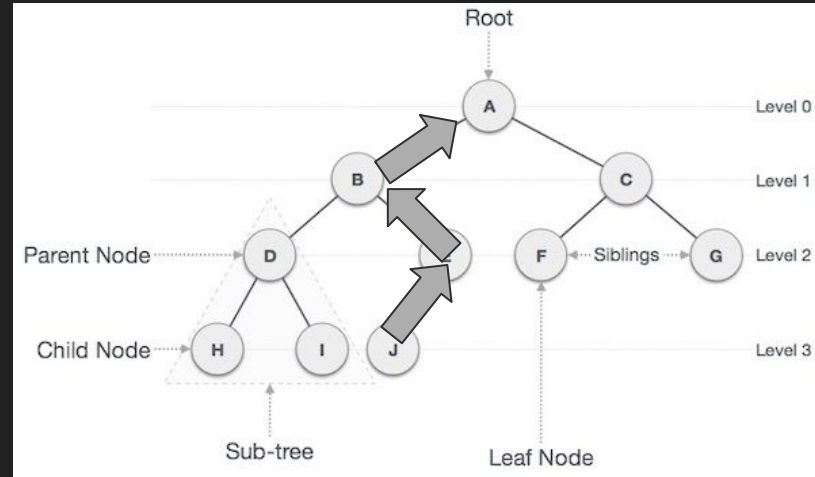 Root
A
Level 0
B
C
Level 1
Parent Node
D
F
Siblings
G
Level 2
Child Node
H
I
J
Level 3
Sub-tree
Leaf Node